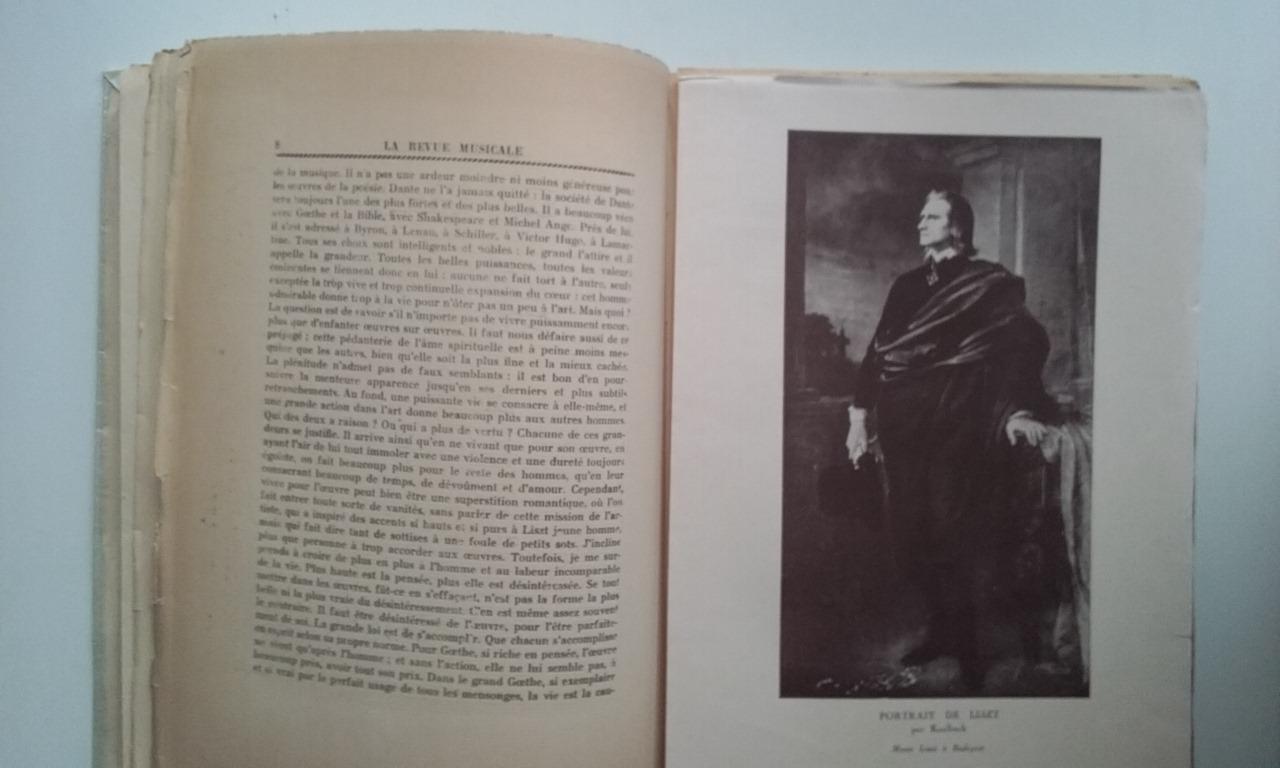 8
LA REVUE MUSICALE
de la musique. Il n'a pas une ardeur moindre ni moins généreuse pour
les œuvres de la poésie. Dante ne l'a jamais quitté : la société de Dante
sera toujours l'une des plus fortes et des plus belles. Il a beaucoup vécu
avec Gœthe et la Bible, avec Shakespeare et Michel Ange. Près de lui,
il s'est adressé à Byron, à Lenau, à Schiller, à Victor Hugo, à Lamar-
tine. Tous ses choix sont intelligents et nobles : le grand l'attire et il
appelle la grandeur. Toutes les belles puissances, toutes les valeurs
éminentes se tiennent donc en lui : aucune ne fait tort à l'autre, seule
exceptée la trop vive et trop continuelle expansion du cœur : cet homme
admirable donne trop à la vie pour n'ôter pas un peu à l'art. Mais quoi ?
La question est de savoir s'il n'importe pas de vivre puissamment encore
plus que d'enfanter œuvres sur œuvres. Il faut nous défaire aussi de ce
préjugé ; cette pédanterie de l'âme spirituelle est à peine moins mes-
quine que les autres, bien qu'elle soit la plus fine et la mieux cachée.
La plénitude n'admet pas de faux semblants : il est bon d'en pour-
suivre la menteuse apparence jusqu'en ses derniers et plus subtils
retranchements. Au fond, une puissante vie se consacre à elle-même, et
une grande action dans l'art donne beaucoup plus aux autres hommes.
Qui des deux a raison ? Ou qui a plus de vertu ? Chacune de ces gran-
deurs se justifie. Il arrive ainsi qu'en ne vivant que pour son œuvre, en
ayant l'air de lui tout immoler avec une violence et une dureté toujours
égoïste, on fait beaucoup plus pour le reste des hommes, qu'en leur
consacrant beaucoup de temps, de dévoûment et d'amour. Cependant,
vivre pour l'œuvre peut bien être une superstition romantique, où l'on
fait entrer toute sorte de vanités, sans parler de cette mission de l'ar-
tiste, qui a inspiré des accents si hauts et si purs à Liszt jeune homme,
mais qui fait dire tant de sottises à une foule de petits sots. J'incline
plus que personne à trop accorder aux œuvres. Toutefois, je me sur-
prends à croire de plus en plus à l'homme et au labeur incomparable
de la vie. Plus haute est la pensée, plus elle est désintéressée. Se tout
mettre dans les œuvres, fût-ce en s'effaçant, n'est pas la forme la plus
belle ni la plus vraie du désintéressement. C'en est même assez souvent
le contraire. Il faut être désintéressé de l'œuvre, pour l'être parfaite-
ment de soi. La grande loi est de s'accomplir. Que chacun s'accomplisse
en esprit selon sa propre norme. Pour Gœthe, si riche en pensée, l'œuvre
ne vient qu'après l'homme ; et sans l'action, elle ne lui semble pas, à
beaucoup près, avoir tout son prix. Dans le grand Gœthe, si exemplaire
et si vrai par le parfait usage de tous les mensonges, la vie est la cau-
PORTRAIT DE LISZT
par Kaulbach
Musée Liszt à Budapest